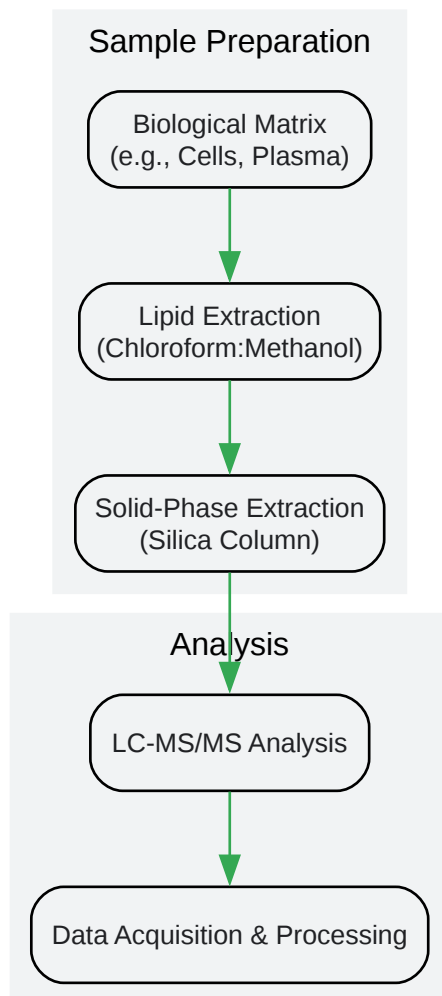 Sample Preparation
Biological Matrix
(e.g., Cells, Plasma)
Lipid Extraction
(Chloroform:Methanol)
Solid-Phase Extraction
(Silica Column)
Analysis
LC-MS/MS Analysis
Data Acquisition & Processing